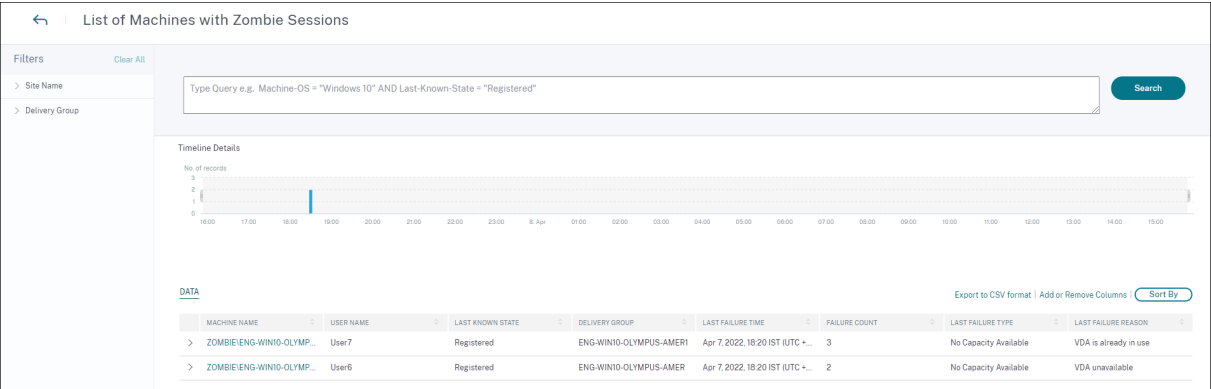 List of Machines with Zombie Sessions
Filters Clear All
Site Name
Delivery Group
Type Query e.g. Machine-OS = "Windows 10" AND Last-Known-State = "Registered"
Search
Timeline Details
No. of records
3
2
1
0
16:00 17:00 18:00 19:00 20:00 21:00 22:00 23:00 8. Apr 01:00 02:00 03:00 04:00 05:00 06:00 07:00 08:00 09:00 10:00 11:00 12:00 13:00 14:00 15:00
DATA
Export to CSV format | Add or Remove Columns | Sort By
MACHINE NAME USER NAME LAST KNOWN STATE DELIVERY GROUP LAST FAILURE TIME FAILURE COUNT LAST FAILURE TYPE LAST FAILURE REASON
ZOMBIE\ENG-WIN10-OLYMP... User7 Registered ENG-WIN10-OLYMPUS-AMER1 Apr 7, 2022, 18:20 IST (UTC +... 3 No Capacity Available VDA is already in use
ZOMBIE\ENG-WIN10-OLYMP... User6 Registered ENG-WIN10-OLYMPUS-AMER Apr 7, 2022, 18:20 IST (UTC +... 2 No Capacity Available VDA unavailable